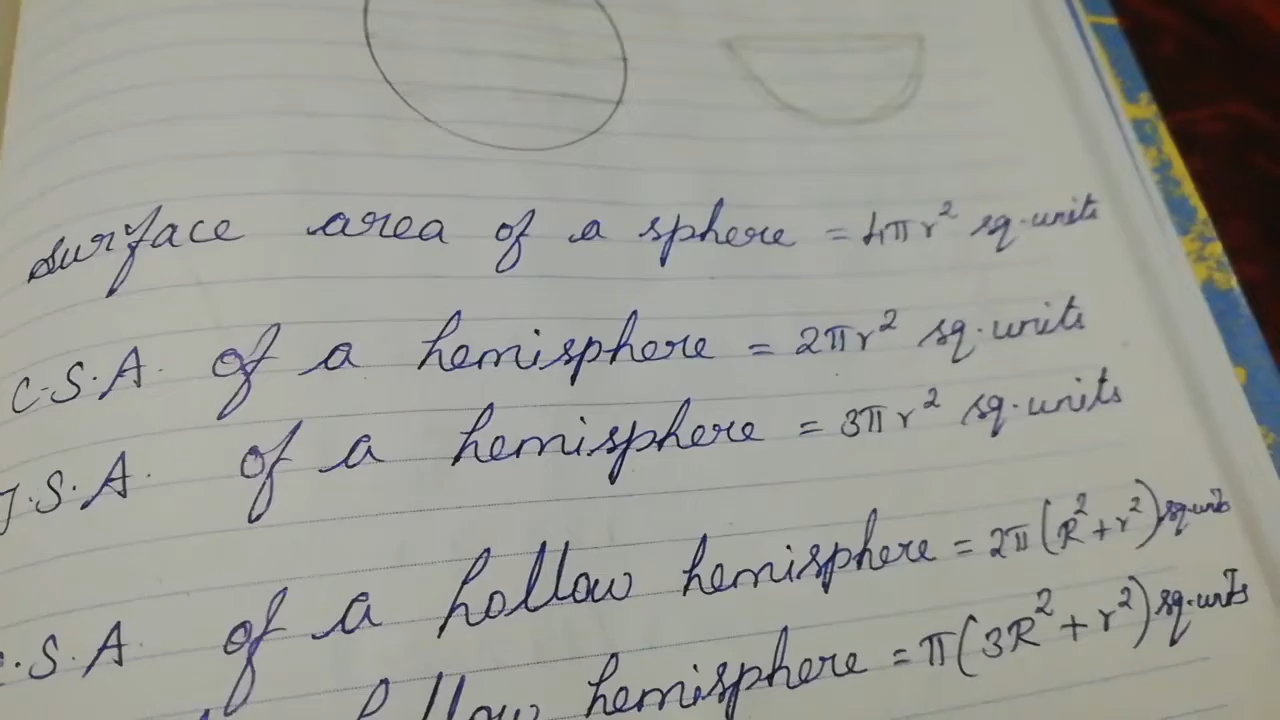 surface area of a sphere = 4πr² sq.units
C.S.A. of a hemisphere = 2πr² sq.units
T.S.A. of a hemisphere = 3πr² sq.units
.S.A. of a hollow hemisphere = 2π(R²+r²) sq.units
hollow hemisphere = π(3R²+r²) sq.units